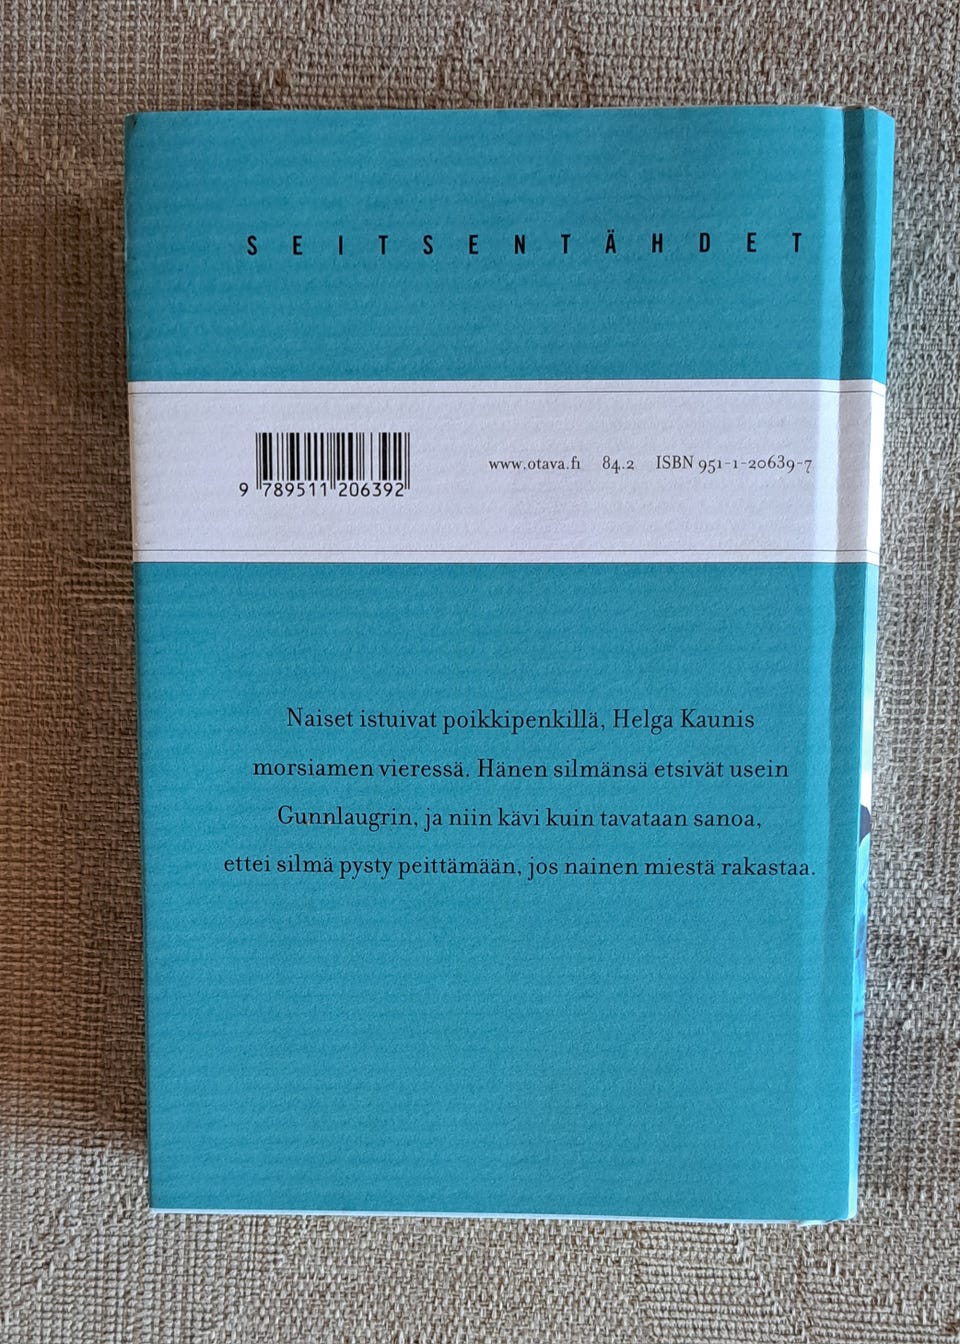 SEITSENTÄHDET
www.otava.fi 84.2 ISBN 951-1-20639-7
9 789511 206392
Naiset istuivat poikkipenkillä, Helga Kaunis
morsiamen vieressä. Hänen silmänsä etsivät usein
Gunnlaugrin, ja niin kävi kuin tavataan sanoa,
ettei silmä pysty peittämään, jos nainen miestä rakastaa.